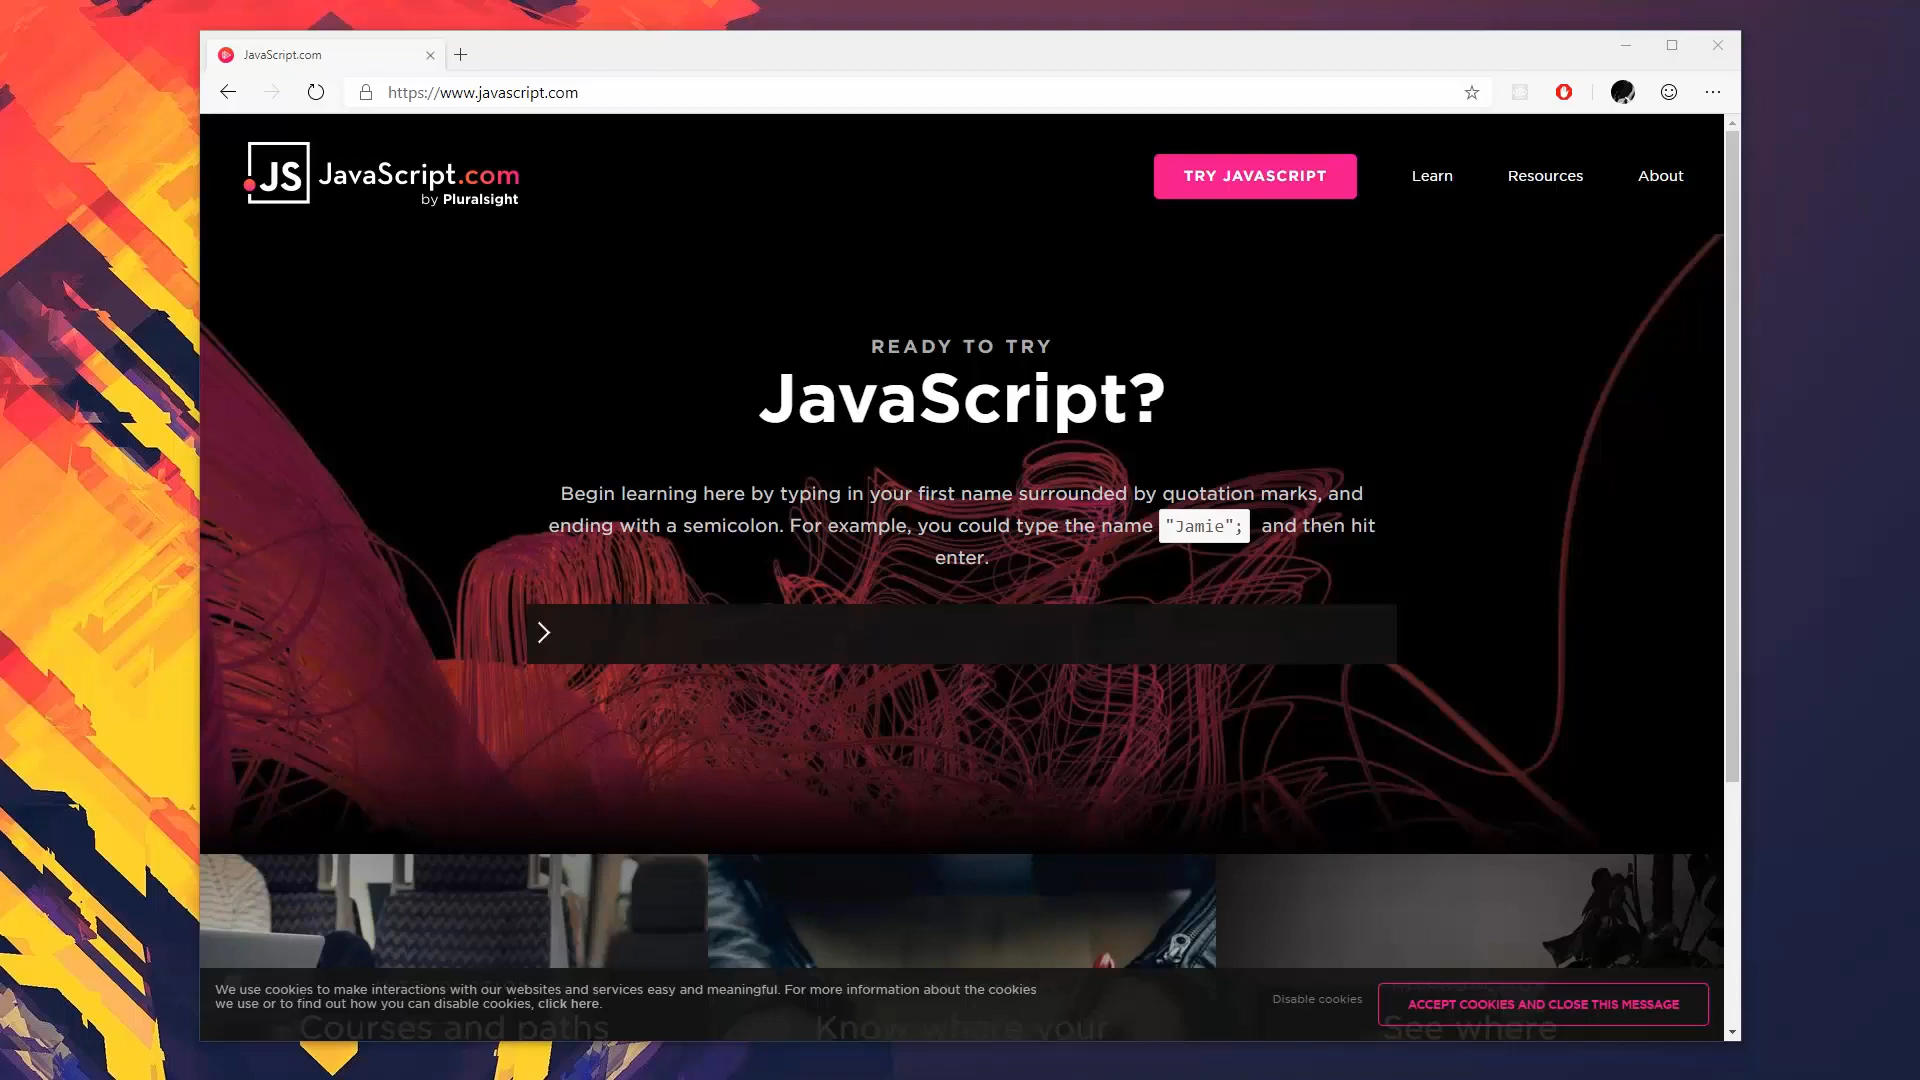 JavaScript.com
https://www.javascript.com
JS JavaScript.com
by Pluralsight
TRY JAVASCRIPT
Learn
Resources
About
READY TO TRY
JavaScript?
Begin learning here by typing in your first name surrounded by quotation marks, and
ending with a semicolon. For example, you could type the name "Jamie"; and then hit
enter.
We use cookies to make interactions with our websites and services easy and meaningful. For more information about the cookies
we use or to find out how you can disable cookies, click here.
Disable cookies
ACCEPT COOKIES AND CLOSE THIS MESSAGE
Courses and paths
Know where your
See where